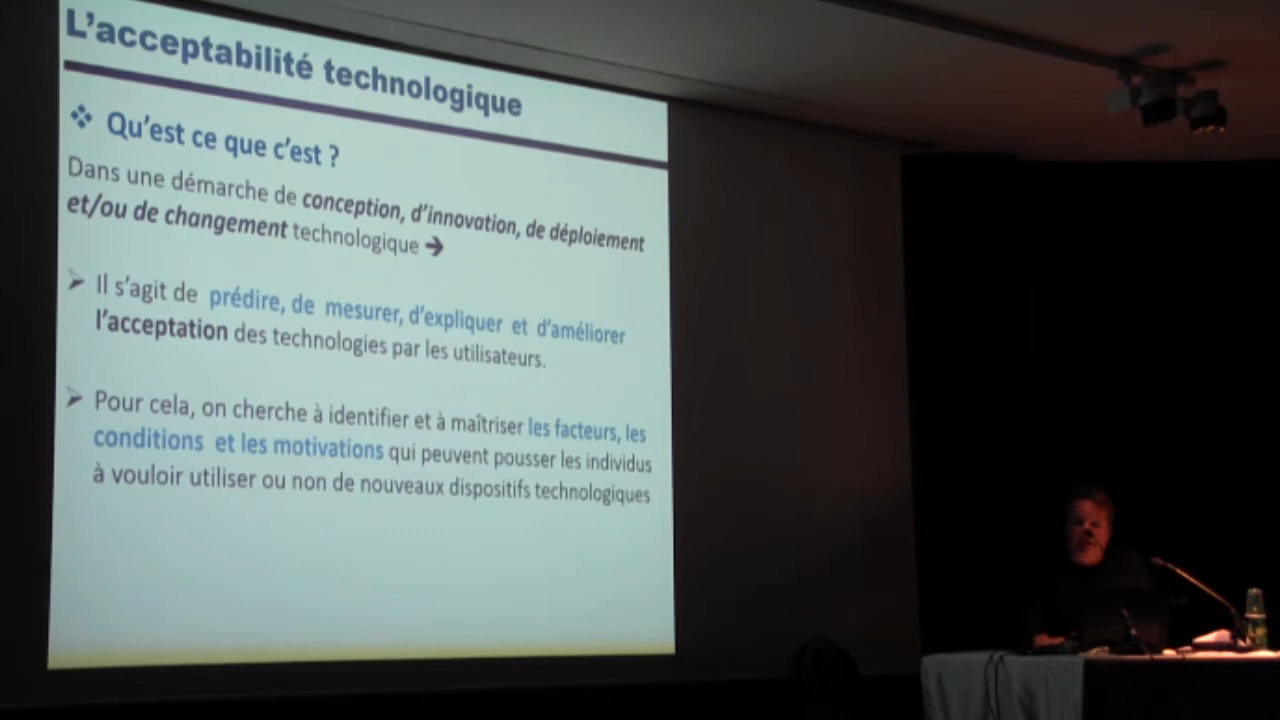 L'acceptabilité technologique
❖ Qu'est ce que c'est ?
Dans une démarche de conception, d'innovation, de déploiement
et/ou de changement technologique ➔
➢ Il s'agit de prédire, de mesurer, d'expliquer et d'améliorer
l'acceptation des technologies par les utilisateurs.
➢ Pour cela, on cherche à identifier et à maîtriser les facteurs, les
conditions et les motivations qui peuvent pousser les individus
à vouloir utiliser ou non de nouveaux dispositifs technologiques